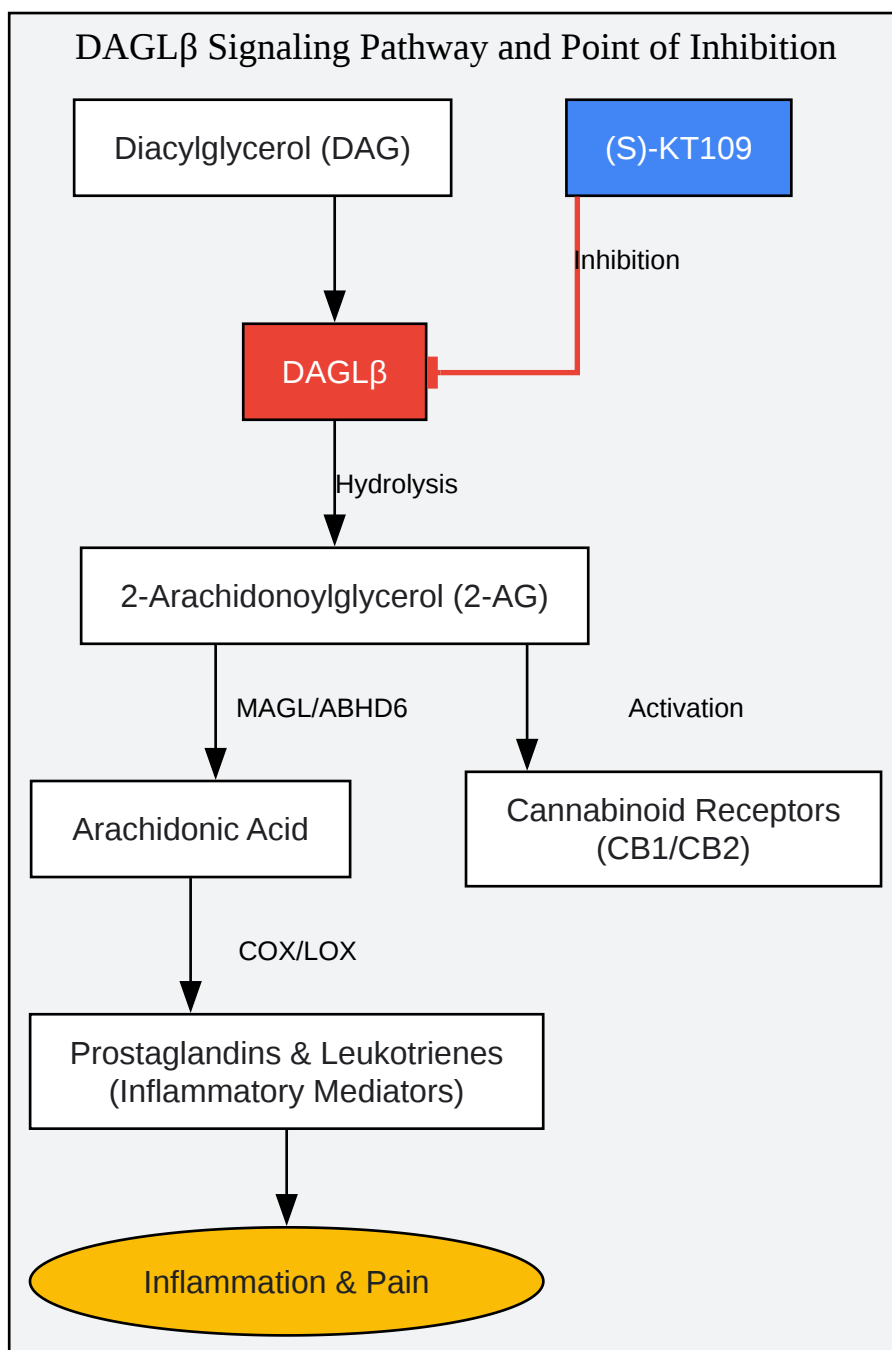 DAGLβ Signaling Pathway and Point of Inhibition
Diacylglycerol (DAG)
(S)-KT109
Inhibition
DAGLβ
Hydrolysis
2-Arachidonoylglycerol (2-AG)
MAGL/ABHD6
Activation
Arachidonic Acid
Cannabinoid Receptors
(CB1/CB2)
COX/LOX
Prostaglandins & Leukotrienes
(Inflammatory Mediators)
Inflammation & Pain